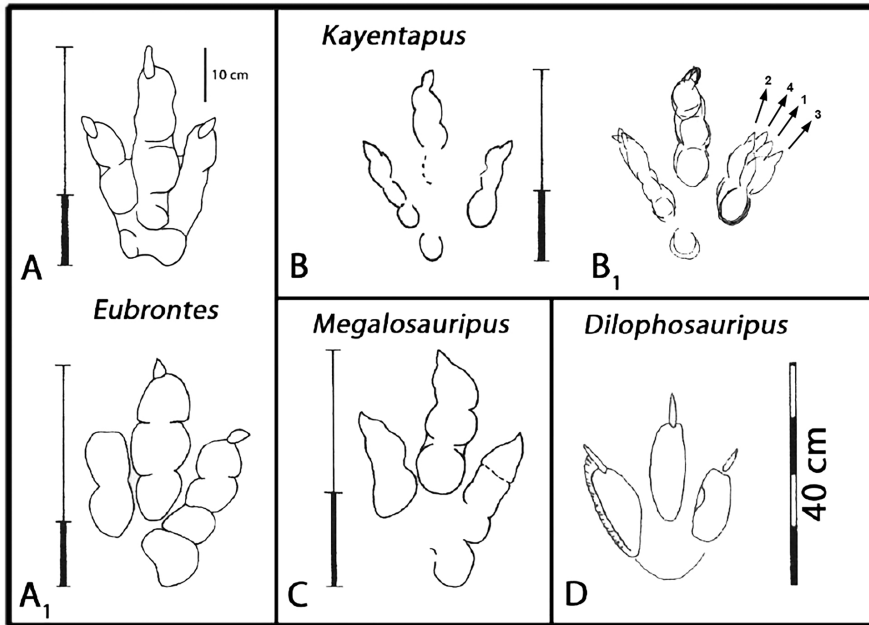 10 cm
A
Eubrontes
A1
Kayentapus
B
2
4
1
3
B1
Megalosauripus
C
Dilophosauripus
40 cm
D